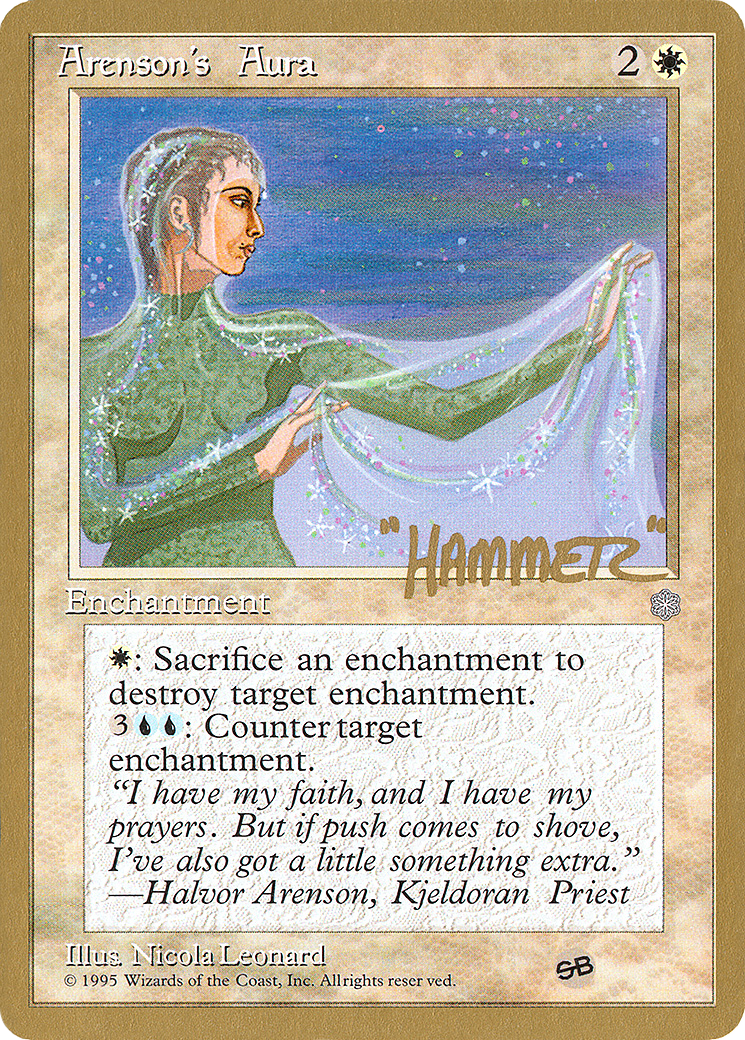 Arenson's Aura 2
"HAMMER"
Enchantment
: Sacrifice an enchantment to
destroy target enchantment.
3 : Counter target
enchantment.
“I have my faith, and I have my
prayers. But if push comes to shove,
I've also got a little something extra.”
—Halvor Arenson, Kjeldoran Priest
Illus. Nicola Leonard
© 1995 Wizards of the Coast, Inc. All rights reser ved.
SB